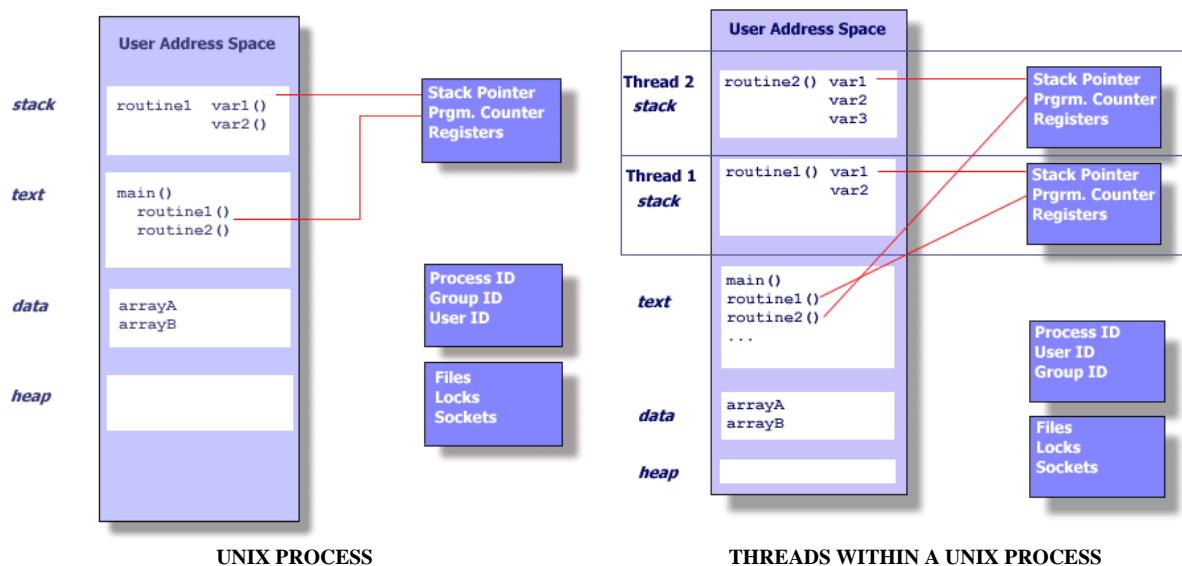 User Address Space
stack
routine1 var1()
var2()
Stack Pointer
Prgm. Counter
Registers
text
main()
routine1()
routine2()
Process ID
Group ID
User ID
data
arrayA
arrayB
Files
Locks
Sockets
heap
UNIX PROCESS
User Address Space
Thread 2
stack
routine2() var1
var2
var3
Stack Pointer
Prgrm. Counter
Registers
Thread 1
stack
routine1() var1
var2
Stack Pointer
Prgrm. Counter
Registers
text
main()
routine1()
routine2()
...
Process ID
User ID
Group ID
data
arrayA
arrayB
Files
Locks
Sockets
heap
THREADS WITHIN A UNIX PROCESS